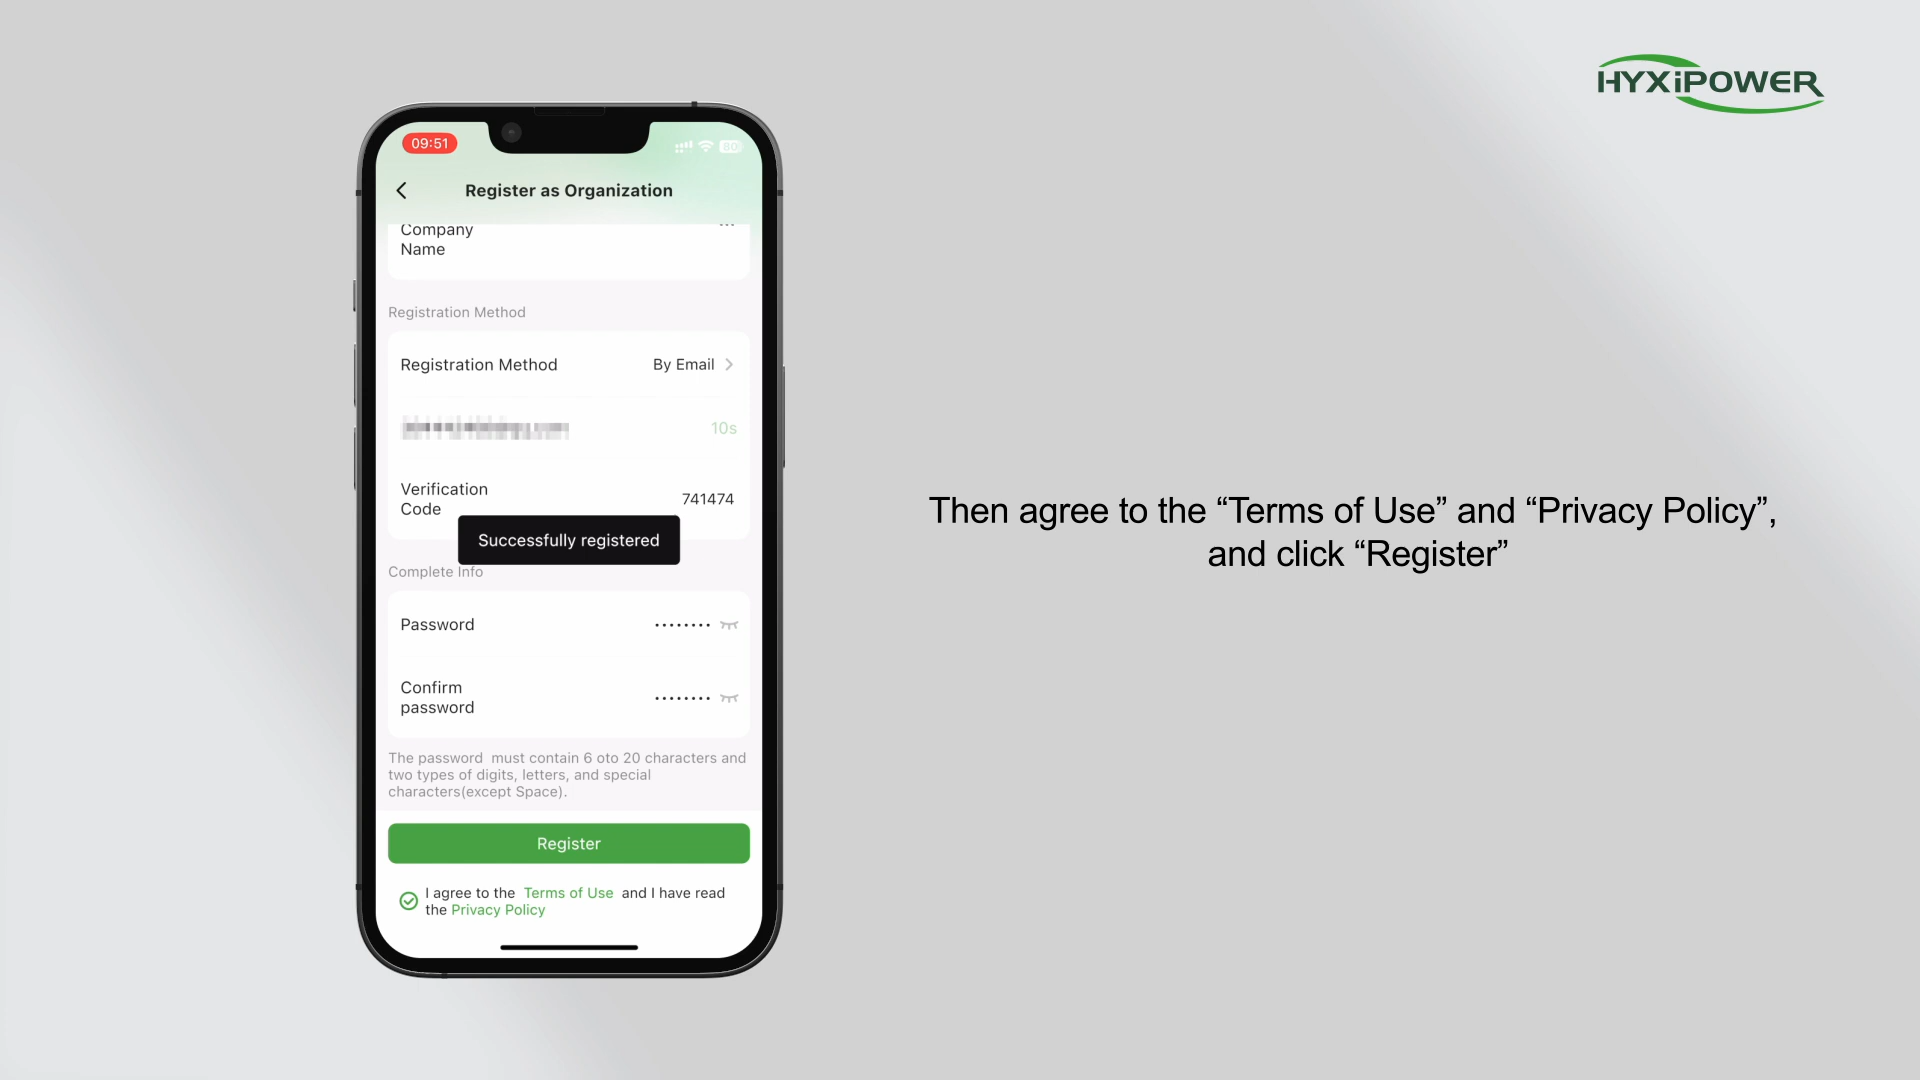 HYXiPOWER
09:51
80
Register as Organization
Company
Name
Registration Method
Registration Method
By Email
10s
Verification
Code
741474
Successfully registered
Complete Info
Password
Confirm
password
The password must contain 6 oto 20 characters and
two types of digits, letters, and special
characters(except Space).
Register
I agree to the Terms of Use and I have read
the Privacy Policy
Then agree to the “Terms of Use” and “Privacy Policy”,
and click “Register”